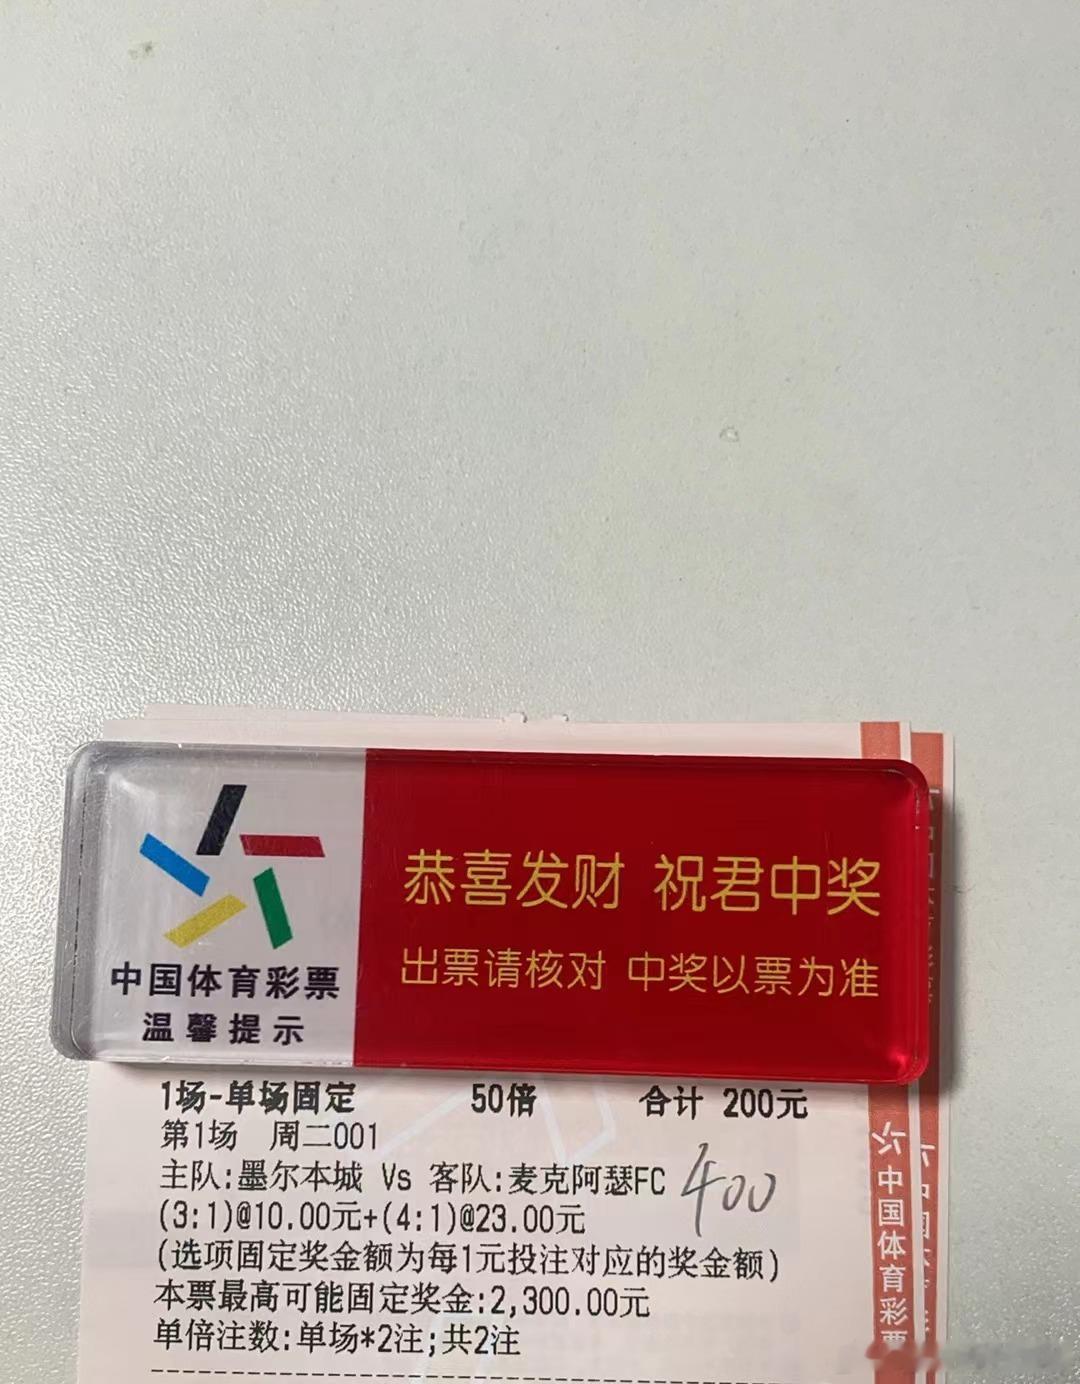 恭喜发财 祝君中奖
出票请核对 中奖以票为准
中国体育彩票
温馨提示
1场-单场固定 50倍 合计 200元
第1场 周二001
主队:墨尔本城 Vs 客队:麦克阿瑟FC
400
(3:1)@10.00元+(4:1)@23.00元
(选项固定奖金额为每1元投注对应的奖金额)
本票最高可能固定奖金:2,300.00元
单倍注数:单场*2注;共2注
中国体育彩票